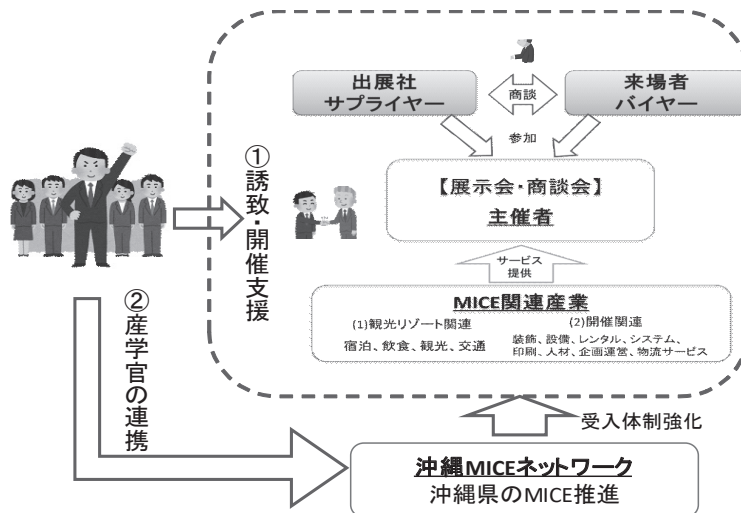 出展社
サプライヤー
商談
来場者
バイヤー
参加
【展示会・商談会】
主催者
①誘致・開催支援
サービス
提供
MICE関連産業
(1)観光リゾート関連
宿泊、飲食、観光、交通
(2)開催関連
装飾、設備、レンタル、システム、
印刷、人材、企画運営、物流サービス
②産学官の連携
受入体制強化
沖縄MICEネットワーク
沖縄県のMICE推進